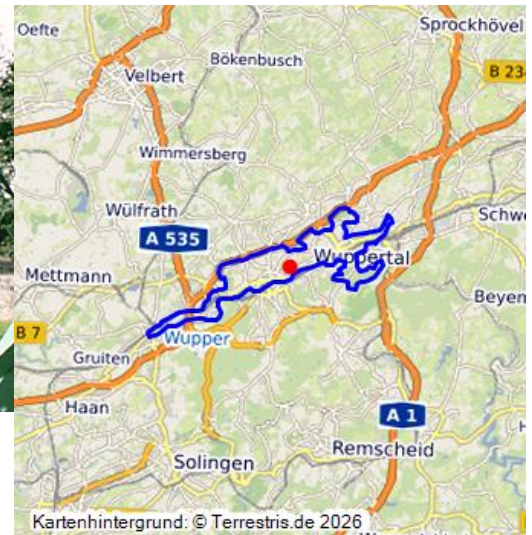 Oefte
Sprockhövel
Bökenbusch
Velbert
B 23
Wimmersberg
Wülfrath
A 535
Schwe
Wuppertal
Mettmann
Beyen
B 7
Wupper
Gruiten
Haan
A 1
Remscheid
Solingen
Kartenhintergrund: © Terrestris.de 2026